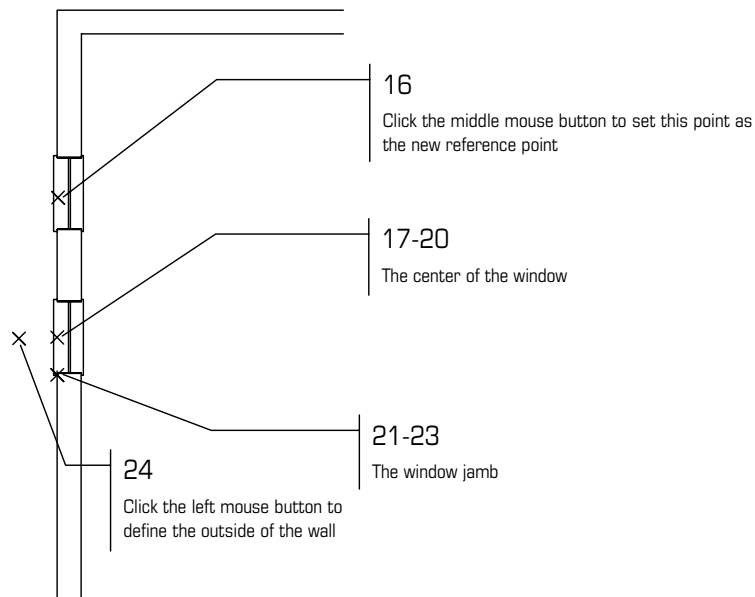 16
Click the middle mouse button to set this point as
the new reference point
17-20
The center of the window
21-23
The window jamb
24
Click the left mouse button to
define the outside of the wall